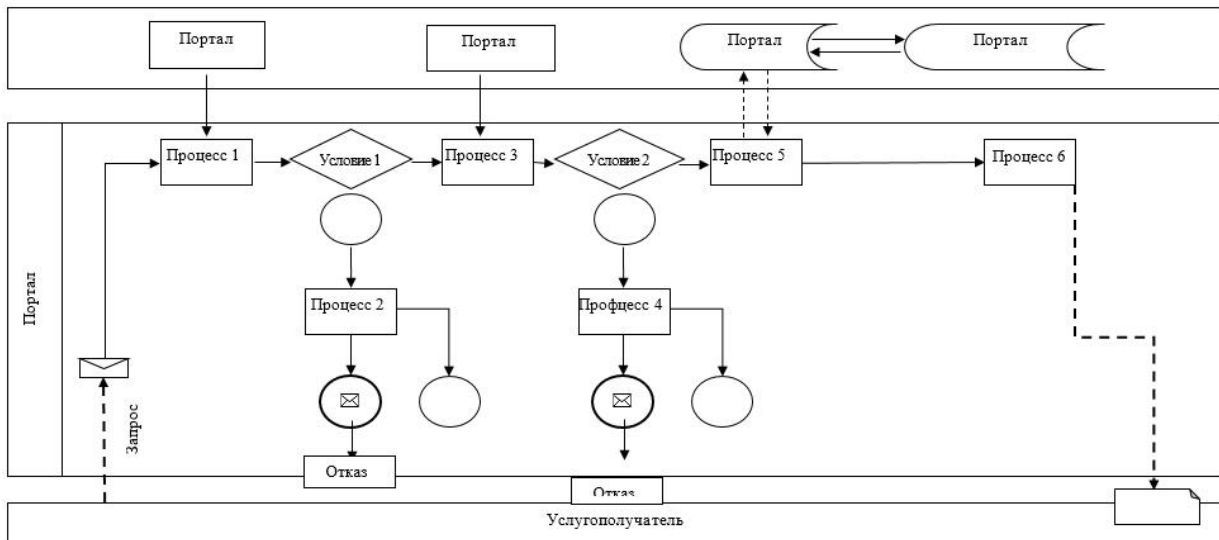 Портал
Портал
Портал
Портал
Процесс 1
Условие 1
Процесс 3
Условие 2
Процесс 5
Процесс 6
Портал
Процесс 2
Профцесс 4
Запрос
Отказ
Отказ
Услугополучатель